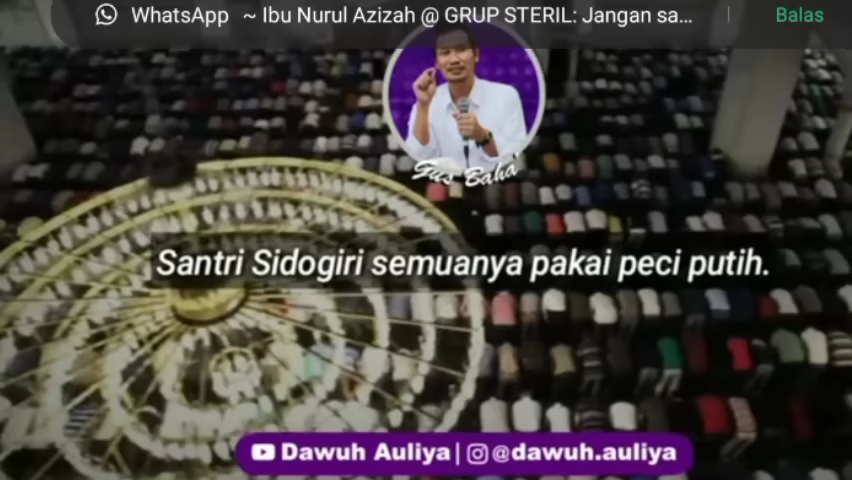 WhatsApp ~ Ibu Nurul Azizah @ GRUP STERIL: Jangan sa... Balas
Gus Baha'
Santri Sidogiri semuanya pakai peci putih.
Dawuh Auliya | @dawuh.auliya